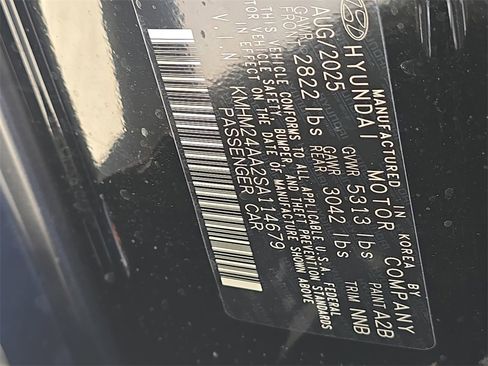 MANUFACTURED IN KOREA BY
HYUNDAI MOTOR COMPANY
AUG/2025 GVWR 5313 lbs PAINT A2B
GAWR FRONT 2822 lbs GAWR REAR 3042 lbs TRIM NNB
THIS VEHICLE CONFORMS TO ALL APPLICABLE U.S. FEDERAL
MOTOR VEHICLE SAFETY, BUMPER, AND THEFT PREVENTION STANDARDS
IN EFFECT ON THE DATE OF MANUFACTURE SHOWN ABOVE
V.I.N KMHM24AA2SA114679
PASSENGER CAR